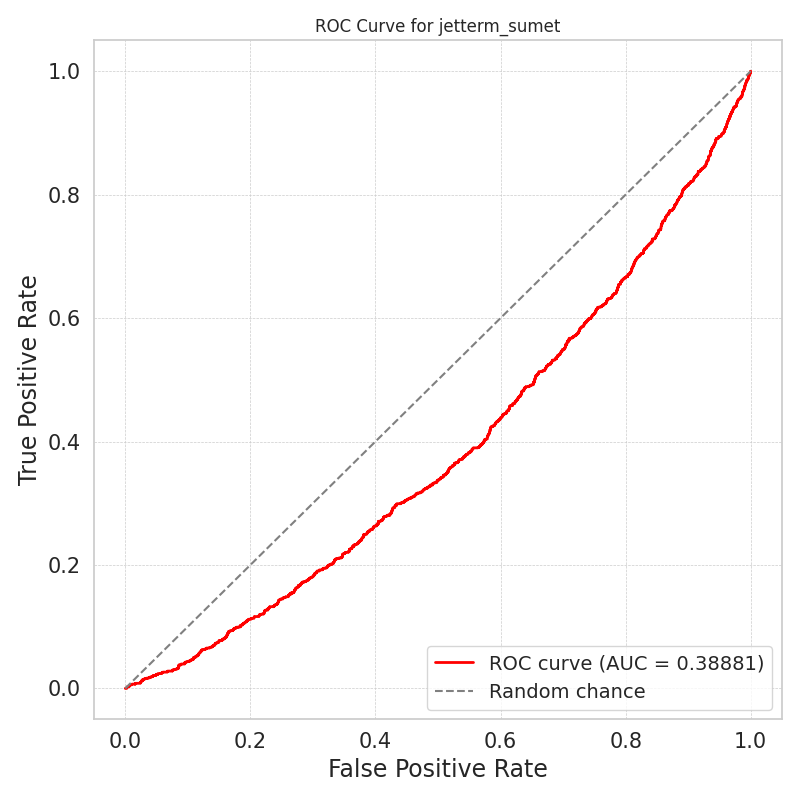 ROC Curve for jetterm_sumet
1.0
0.8
0.6
0.4
0.2
0.0
True Positive Rate
ROC curve (AUC = 0.38881)
Random chance
0.0 0.2 0.4 0.6 0.8 1.0
False Positive Rate